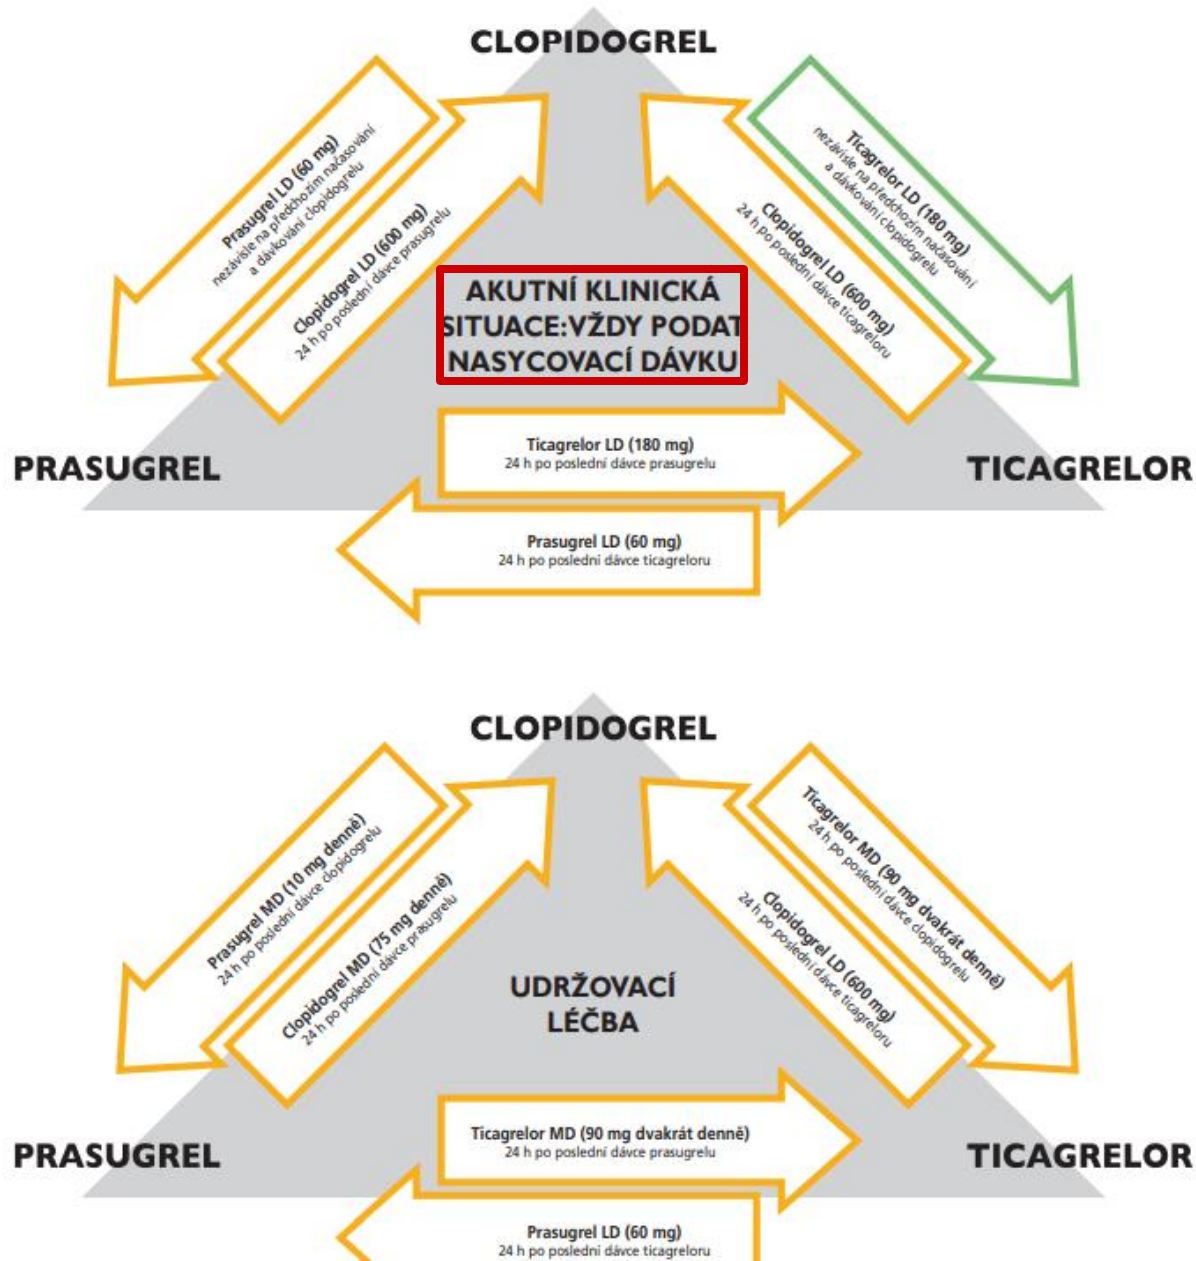 CLOPIDOGREL
Prasugrel LD (60 mg)
nezávisle na předchozím načasování
a dávkování clopidogrelu
Clopidogrel LD (600 mg)
24 h po poslední dávce prasugrelu
Ticagrelor LD (180 mg)
nezávisle na předchozím načasování
a dávkování clopidogrelu
Clopidogrel LD (600 mg)
24 h po poslední dávce ticagreloru
AKUTNÍ KLINICKÁ
SITUACE:VŽDY PODAT
NASYCOVACÍ DÁVKU
PRASUGREL
Ticagrelor LD (180 mg)
24 h po poslední dávce prasugrelu
TICAGRELOR
Prasugrel LD (60 mg)
24 h po poslední dávce ticagreloru
CLOPIDOGREL
Prasugrel MD (10 mg denně)
24 h po poslední dávce clopidogrelu
Clopidogrel MD (75 mg denně)
24 h po poslední dávce prasugrelu
Ticagrelor MD (90 mg dvakrát denně)
24 h po poslední dávce clopidogrelu
Clopidogrel LD (600 mg)
24 h po poslední dávce ticagreloru
UDRŽOVACÍ
LÉČBA
PRASUGREL
Ticagrelor MD (90 mg dvakrát denně)
24 h po poslední dávce prasugrelu
TICAGRELOR
Prasugrel LD (60 mg)
24 h po poslední dávce ticagreloru